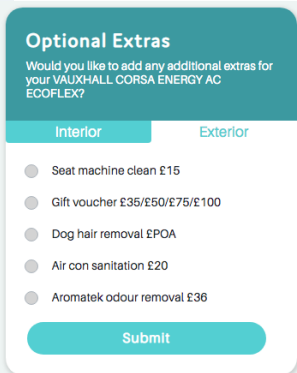 Optional Extras
Would you like to add any additional extras for
your VAUXHALL CORSA ENERGY AC
ECOFLEX?
Interior
Exterior
Seat machine clean £15
Gift voucher £35/£50/£75/£100
Dog hair removal £POA
Air con sanitation £20
Aromatek odour removal £36
Submit